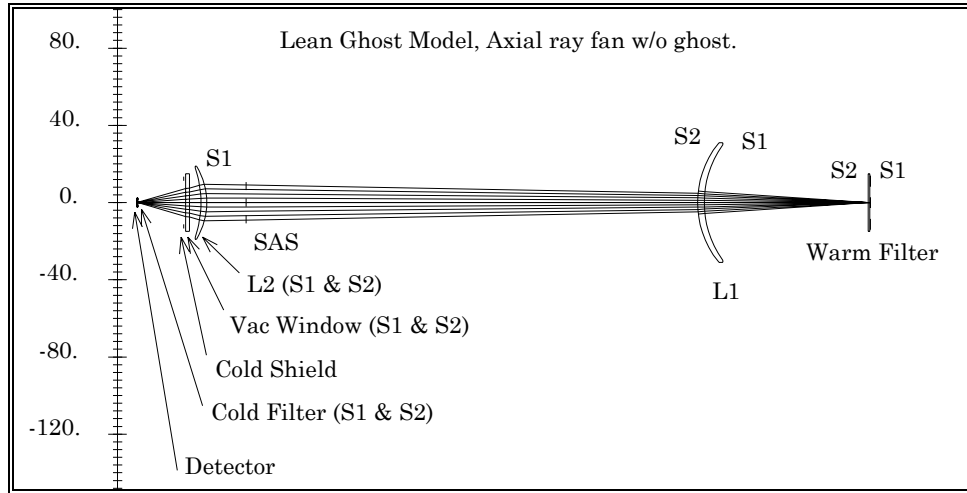 Lean Ghost Model, Axial ray fan w/o ghost.
80.
40.
0.
-40.
-80.
-120.
S1
S2 S1
S2 S1
SAS
Warm Filter
L2 (S1 & S2)
L1
Vac Window (S1 & S2)
Cold Shield
Cold Filter (S1 & S2)
Detector